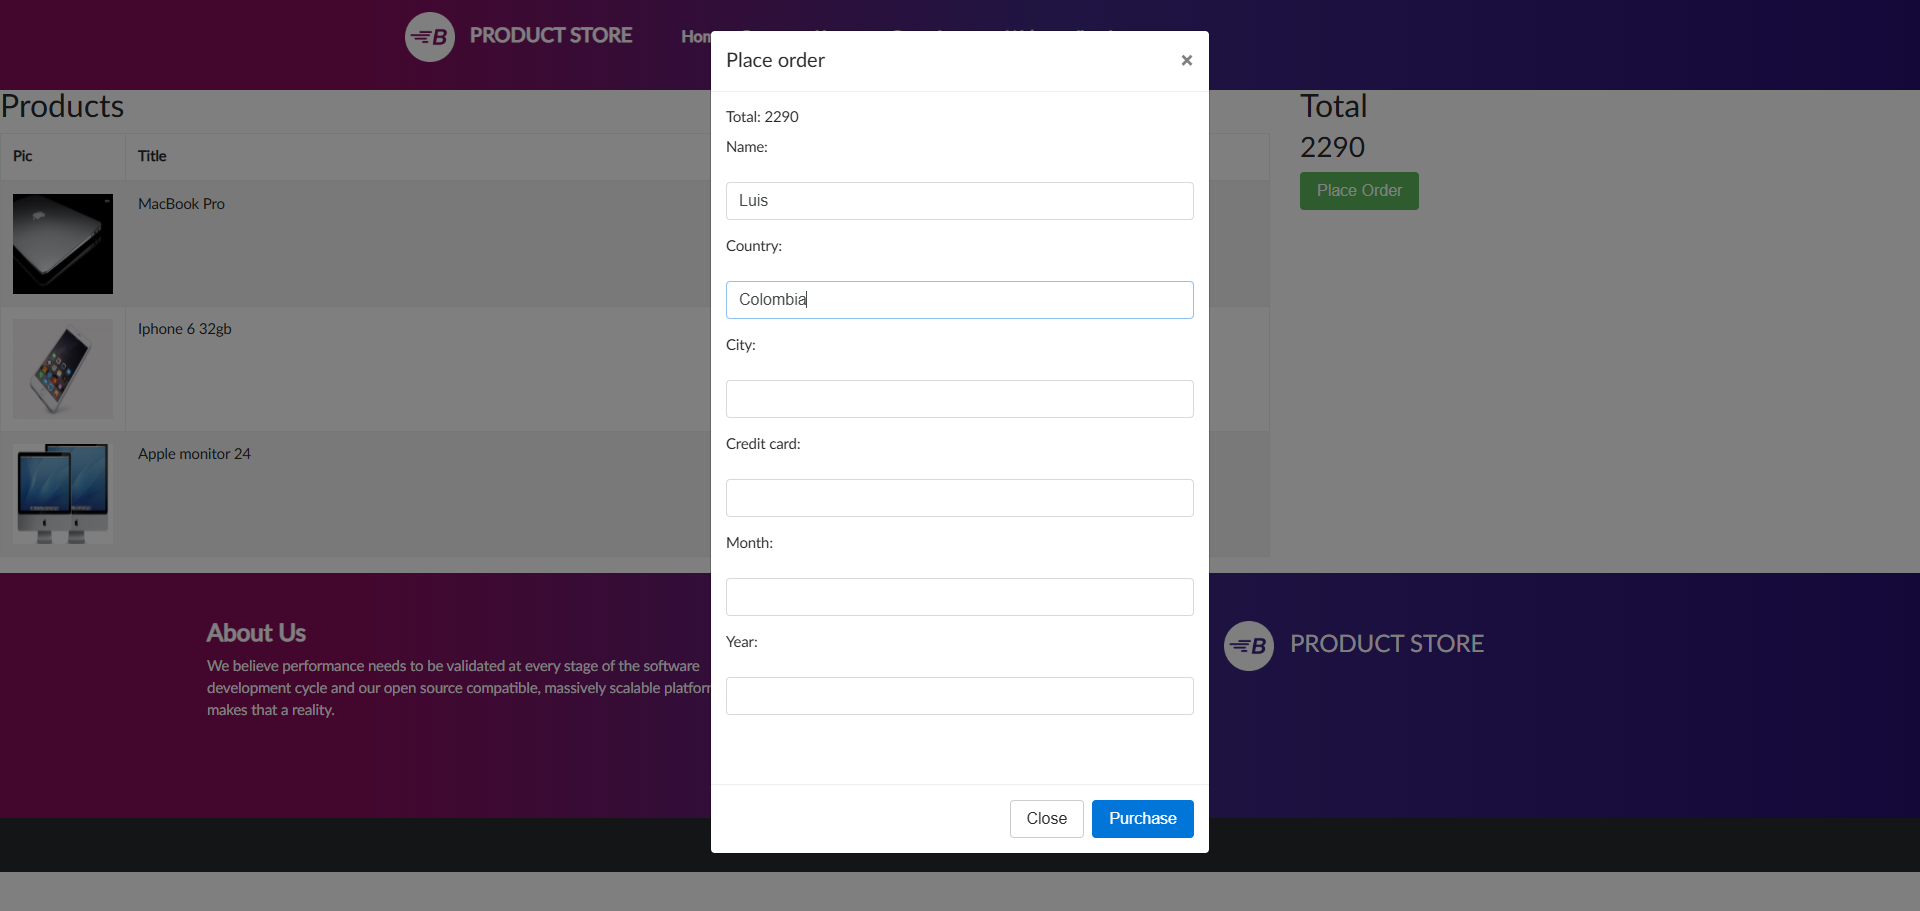 B PRODUCT STORE
Place order
×
Total: 2290
Name:
Luis
Country:
Colombia
City:
Credit card:
Month:
Year:
Close
Purchase
Products
Pic
Title
MacBook Pro
Iphone 6 32gb
Apple monitor 24
Total
2290
Place Order
About Us
We believe performance needs to be validated at every stage of the software
development cycle and our open source compatible, massively scalable
makes that a reality.
B PRODUCT STORE